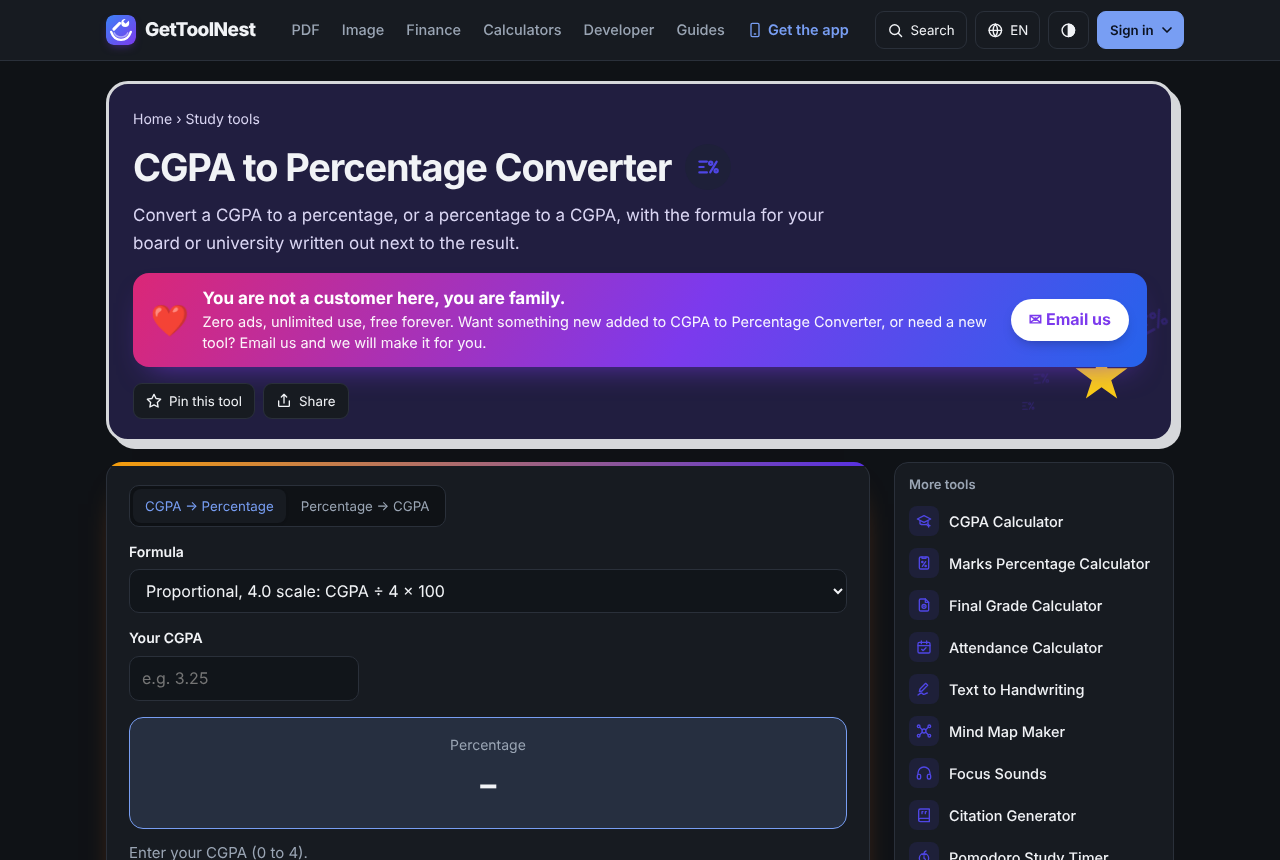 GetToolNest
PDF
Image
Finance
Calculators
Developer
Guides
Get the app
Search
EN
Sign in
Home › Study tools
CGPA to Percentage Converter
Convert a CGPA to a percentage, or a percentage to a CGPA, with the formula for your
board or university written out next to the result.
You are not a customer here, you are family.
Zero ads, unlimited use, free forever. Want something new added to CGPA to Percentage Converter, or need a new
tool? Email us and we will make it for you.
✉ Email us
Pin this tool
Share
CGPA → Percentage
Percentage → CGPA
Formula
Proportional, 4.0 scale: CGPA ÷ 4 × 100
Your CGPA
e.g. 3.25
Percentage
–
Enter your CGPA (0 to 4).
More tools
CGPA Calculator
Marks Percentage Calculator
Final Grade Calculator
Attendance Calculator
Text to Handwriting
Mind Map Maker
Focus Sounds
Citation Generator
Pomodoro Study Timer